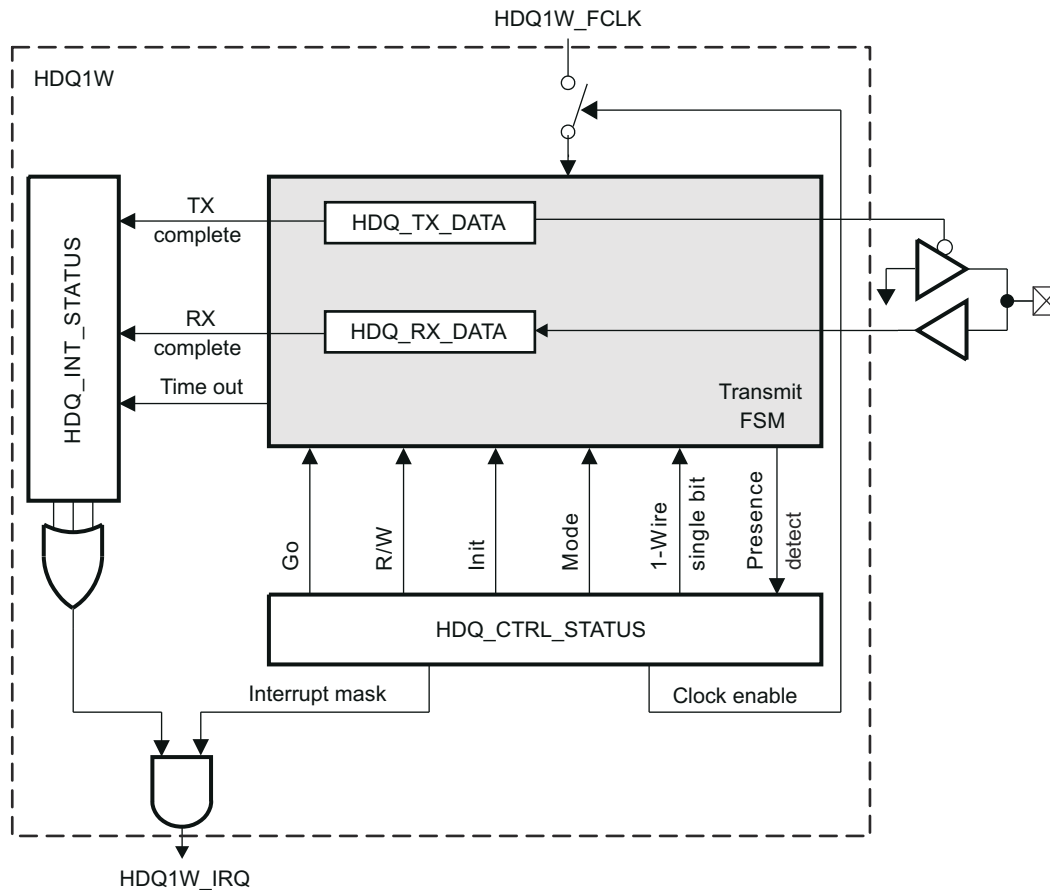 HDQ1W_FCLK
HDQ1W
TX
complete
HDQ_TX_DATA
HDQ_INT_STATUS
RX
complete
HDQ_RX_DATA
Time out
Transmit
FSM
Go
R/W
Init
Mode
1-Wire
single bit
Presence
detect
HDQ_CTRL_STATUS
Interrupt mask
Clock enable
HDQ1W_IRQ